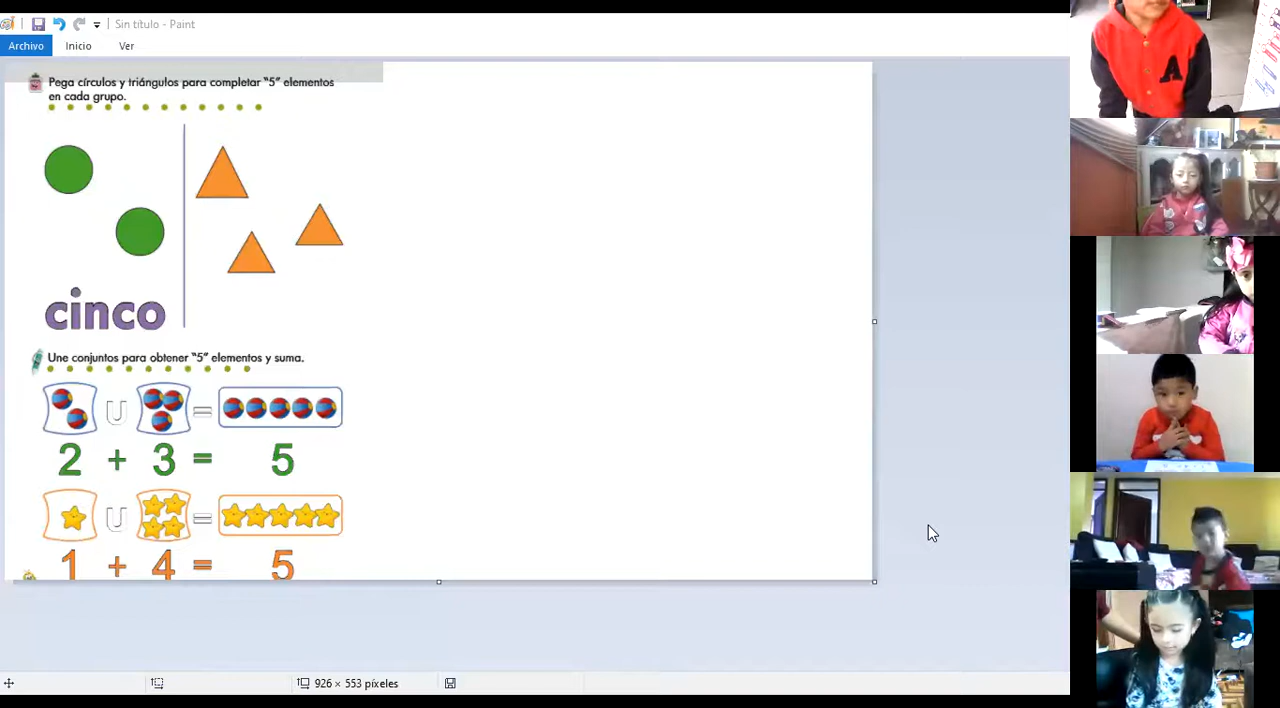 Sin título - Paint
Archivo Inicio Ver
Pega círculos y triángulos para completar "5" elementos
en cada grupo.
cinco
Une conjuntos para obtener "5" elementos y suma.
U =
2 + 3 = 5
U =
1 + 4 = 5
926 × 553 píxeles
A